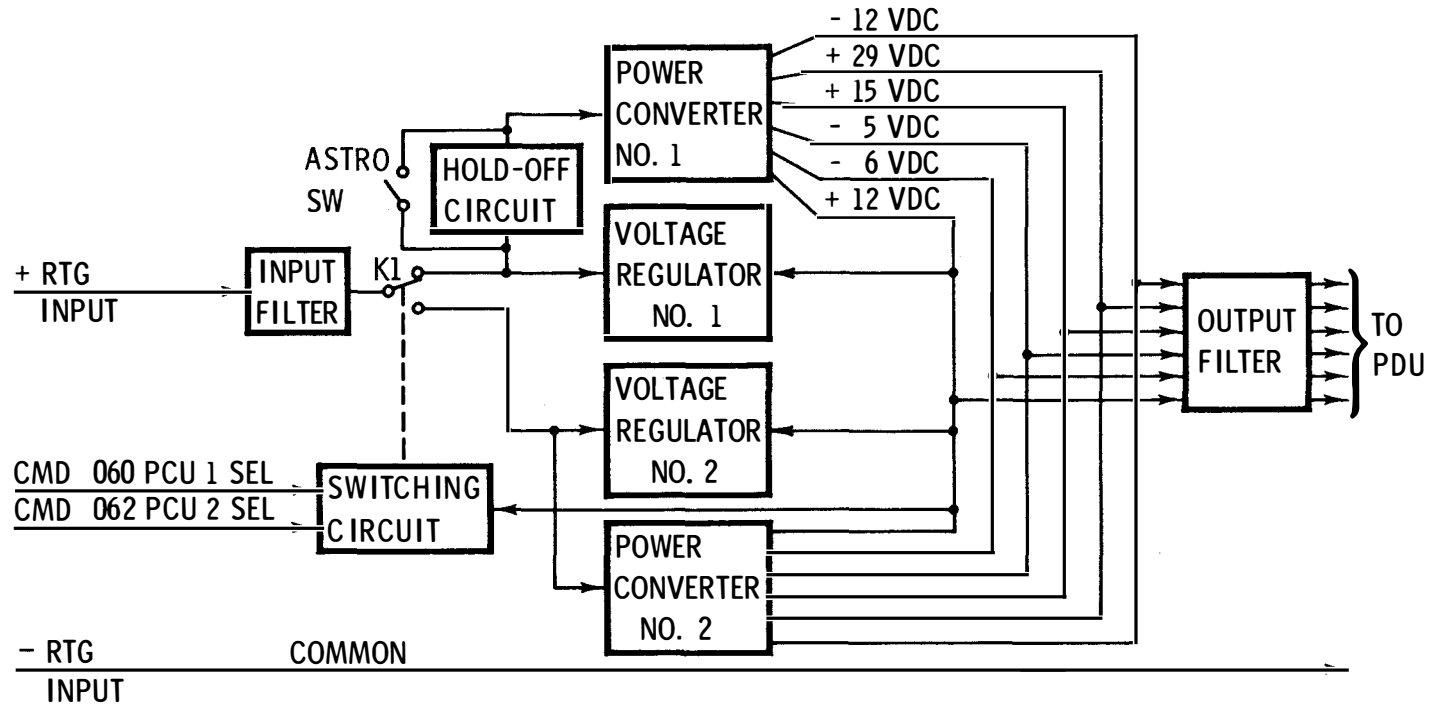 - 12 VDC
+ 29 VDC
+ 15 VDC
- 5 VDC
- 6 VDC
+ 12 VDC
POWER
CONVERTER
NO. 1
ASTRO
SW
HOLD-OFF
CIRCUIT
VOLTAGE
REGULATOR
NO. 1
+ RTG
INPUT
INPUT
FILTER
K1
OUTPUT
FILTER
TO
PDU
VOLTAGE
REGULATOR
NO. 2
CMD 060 PCU 1 SEL
CMD 062 PCU 2 SEL
SWITCHING
CIRCUIT
POWER
CONVERTER
NO. 2
- RTG
INPUT
COMMON